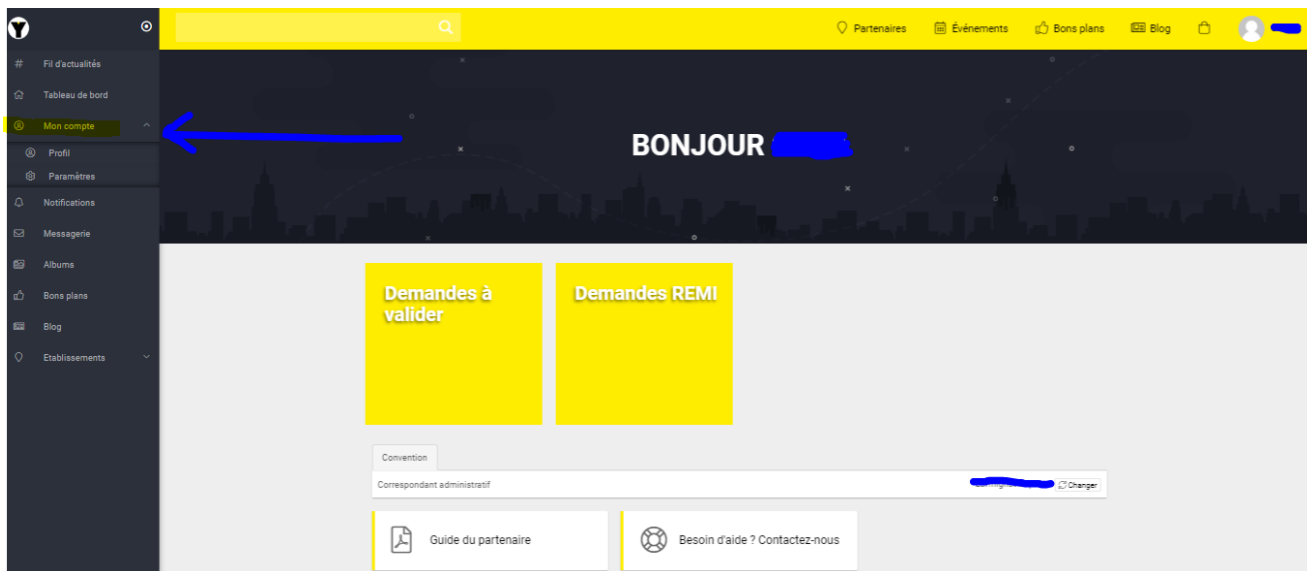 Y
Partenaires
Événements
Bons plans
Blog
# Fil d'actualités
Tableau de bord
Mon compte
Profil
Paramètres
Notifications
Messagerie
Albums
Bons plans
Blog
Etablissements
BONJOUR
Demandes à
valider
Demandes REMI
Convention
Correspondant administratif
Changer
Guide du partenaire
Besoin d'aide ? Contactez-nous